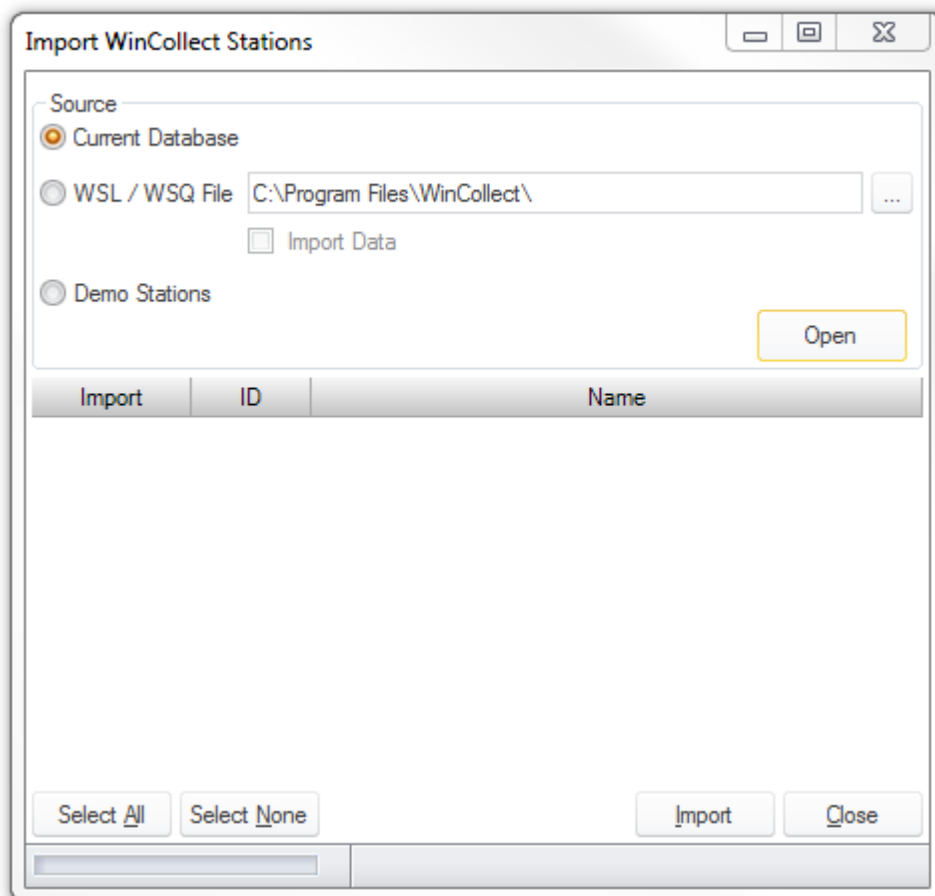 Import WinCollect Stations
Source
Current Database
WSL / WSQ File C:\Program Files\WinCollect\ ...
Import Data
Demo Stations
Open
Import ID Name
Select All Select None Import Close